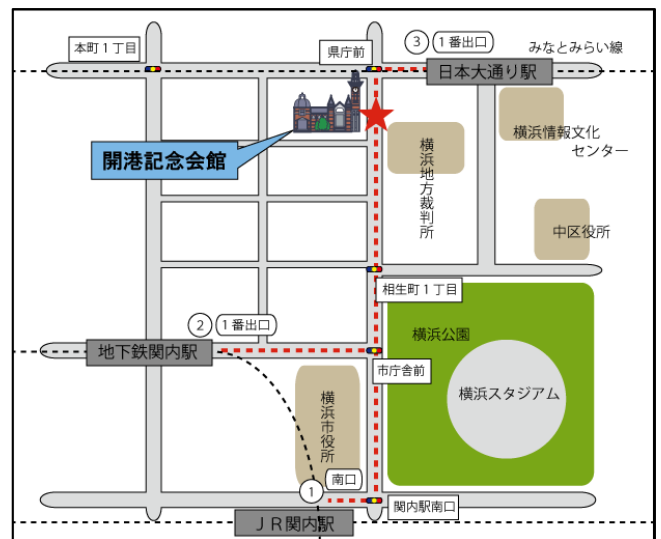 本町1丁目
県庁前
③
1番出口
みなとみらい線
日本大通り駅
開港記念会館
横浜地方裁判所
横浜情報文化
センター
中区役所
相生町1丁目
②
1番出口
地下鉄関内駅
市庁舎前
横浜公園
横浜スタジアム
横浜市役所
南口
①
関内駅南口
JR関内駅